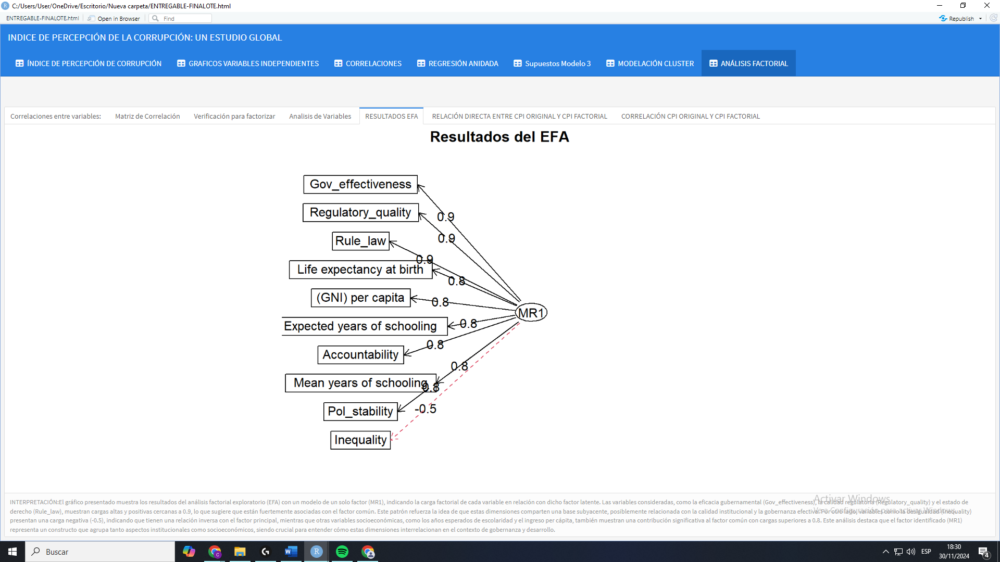 C:/Users/User/OneDrive/Escritorio/Nueva carpeta/ENTREGABLE-FINALOTE.html
ENTREGABLE-FINALOTE.html
Open in Browser
Find
Republish
INDICE DE PERCEPCIÓN DE LA CORRUPCIÓN: UN ESTUDIO GLOBAL
ÍNDICE DE PERCEPCIÓN DE CORRUPCIÓN
GRAFICOS VARIABLES INDEPENDIENTES
CORRELACIONES
REGRESIÓN ANIDADA
Supuestos Modelo 3
MODELACIÓN CLUSTER
ANÁLISIS FACTORIAL
Correlaciones entre variables:
Matriz de Correlación
Verificación para factorizar
Analisis de Variables
RESULTADOS EFA
RELACIÓN DIRECTA ENTRE CPI ORIGINAL Y CPI FACTORIAL
CORRELACIÓN CPI ORIGINAL Y CPI FACTORIAL
Resultados del EFA
Gov_effectiveness
Regulatory_quality
0.9
0.9
Rule_law
0.9
Life expectancy at birth
0.8
(GNI) per capita
0.8
MR1
Expected years of schooling
0.8
0.8
Accountability
0.8
Mean years of schooling
0.8
Pol_stability
-0.5
Inequality
INTERPRETACIÓN:El gráfico presentado muestra los resultados del análisis factorial exploratorio (EFA) con un modelo de un solo factor (MR1), indicando la carga factorial de cada variable en relación con dicho factor latente. Las variables consideradas, como la eficacia gubernamental (Gov_effectiveness), la calidad regulatoria (Regulatory_quality) y el estado de
derecho (Rule_law), muestran cargas altas y positivas cercanas a 0.9, lo que sugiere que están fuertemente asociadas con el factor común. Este patrón refuerza la idea de que estas dimensiones comparten una base subyacente, posiblemente relacionada con la calidad institucional y la gobernanza efectiva. Por otro lado, variables como la desigualdad (Inequality)
presentan una carga negativa (-0.5), indicando que tienen una relación inversa con el factor principal, mientras que otras variables socioeconómicas, como los años esperados de escolaridad y el ingreso per cápita, también muestran una contribución significativa al factor común con cargas superiores a 0.8. Este análisis destaca que el factor identificado (MR1)
representa un constructo que agrupa tanto aspectos institucionales como socioeconómicos, siendo crucial para entender cómo estas dimensiones interrelacionan en el contexto de gobernanza y desarrollo.
Activar Windows
Ve a Configuración para activar Windows.
Buscar
ESP
18:30
30/11/2024
4